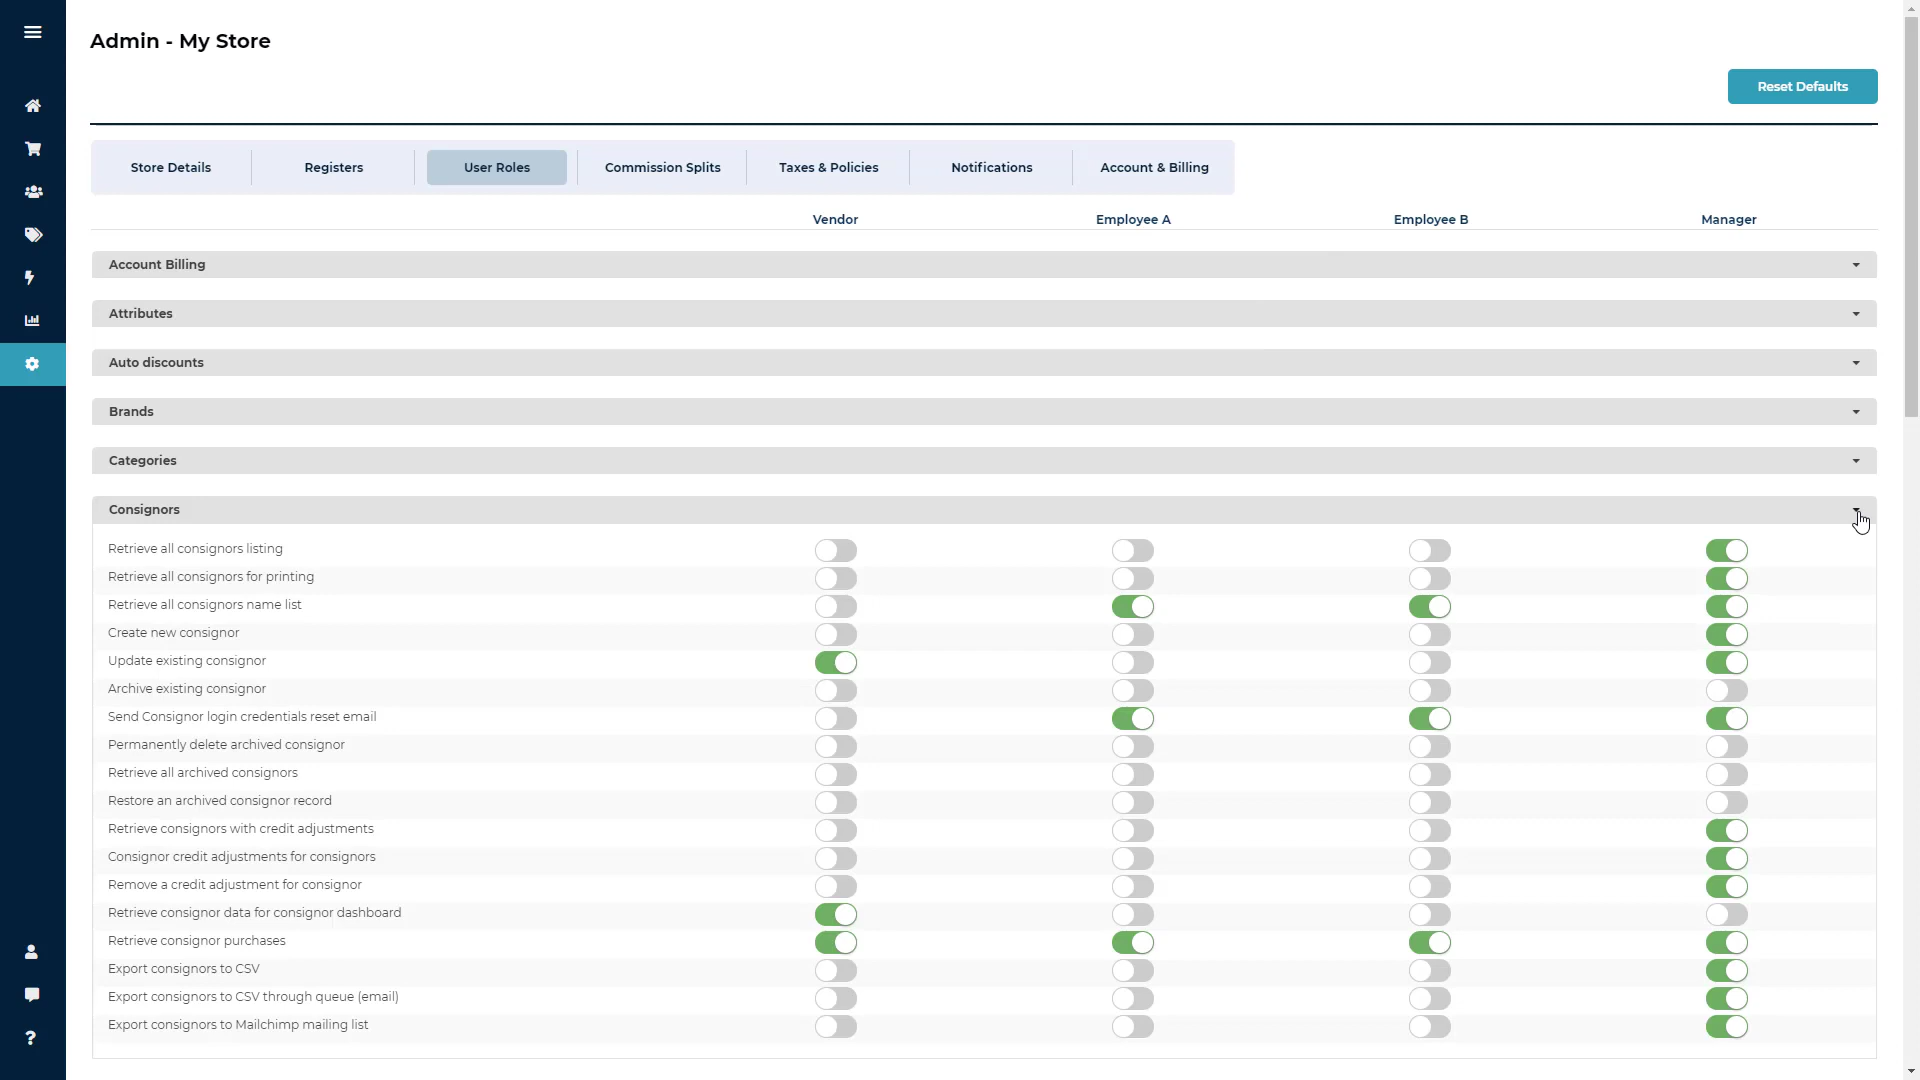 Admin - My Store
Reset Defaults
Store Details Registers User Roles Commission Splits Taxes & Policies Notifications Account & Billing
Vendor Employee A Employee B Manager
Account Billing
Attributes
Auto discounts
Brands
Categories
Consignors
Retrieve all consignors listing
Retrieve all consignors for printing
Retrieve all consignors name list
Create new consignor
Update existing consignor
Archive existing consignor
Send Consignor login credentials reset email
Permanently delete archived consignor
Retrieve all archived consignors
Restore an archived consignor record
Retrieve consignors with credit adjustments
Consignor credit adjustments for consignors
Remove a credit adjustment for consignor
Retrieve consignor data for consignor dashboard
Retrieve consignor purchases
Export consignors to CSV
Export consignors to CSV through queue (email)
Export consignors to Mailchimp mailing list